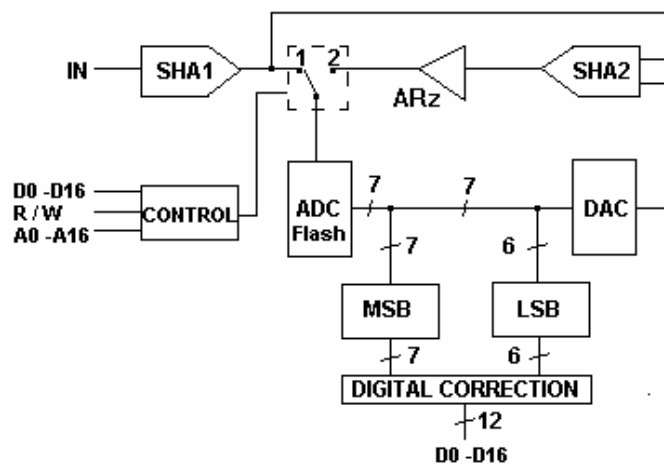 IN
SHA1
1
2
ARz
SHA2
D0 -D16
R / W
A0 -A16
CONTROL
ADC
Flash
7
7
DAC
7
6
MSB
LSB
7
6
DIGITAL CORRECTION
12
D0 -D16